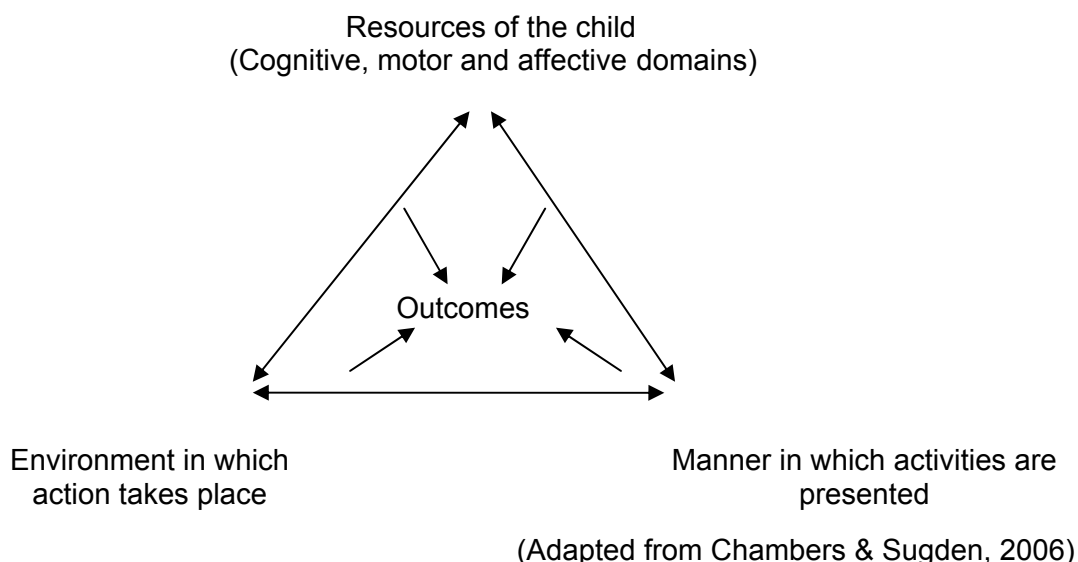 Resources of the child
(Cognitive, motor and affective domains)
Outcomes
Environment in which
action takes place
Manner in which activities are
presented
(Adapted from Chambers & Sugden, 2006)